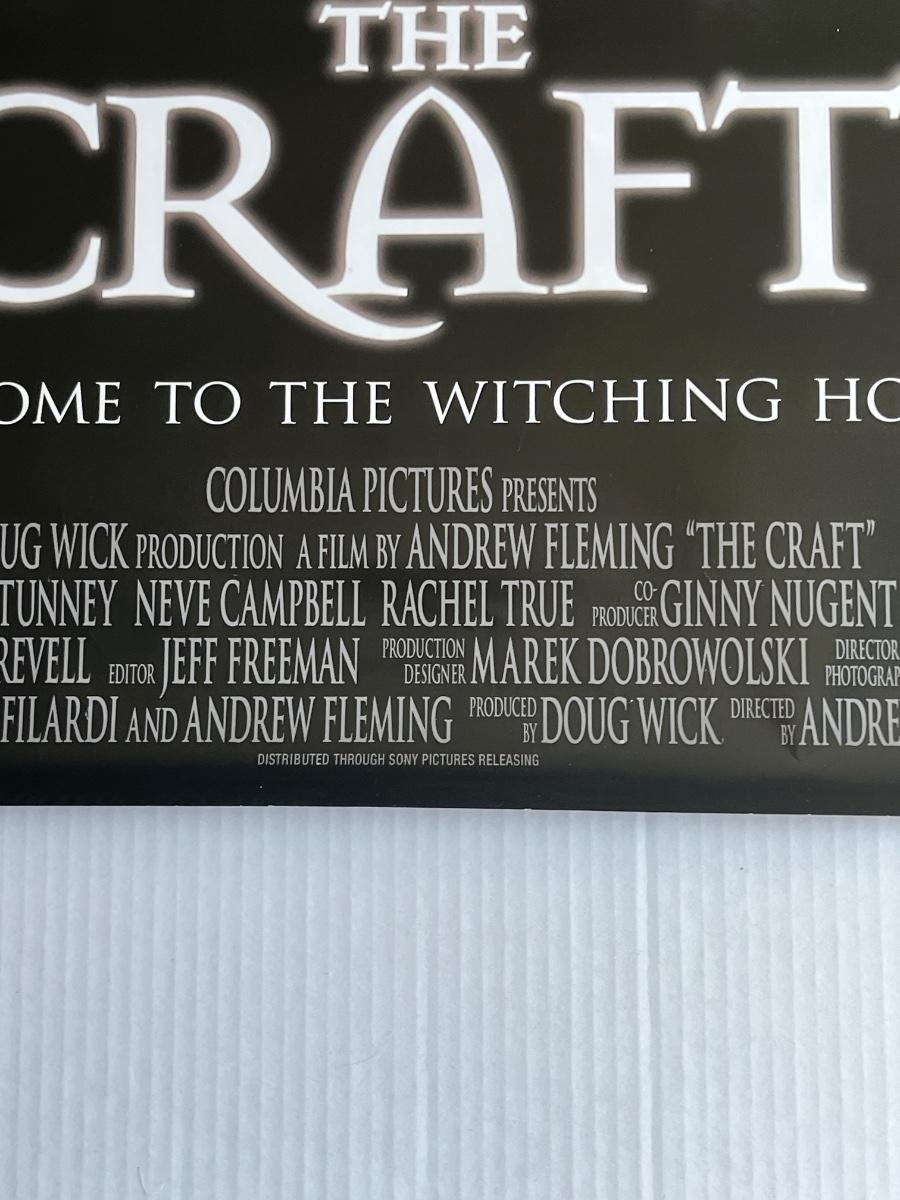 THE
CRAFT
OME TO THE WITCHING HO
COLUMBIA PICTURES PRESENTS
UG WICK PRODUCTION A FILM BY ANDREW FLEMING "THE CRAFT"
TUNNEY NEVE CAMPBELL RACHEL TRUE CO-PRODUCER GINNY NUGENT
REVELL EDITOR JEFF FREEMAN PRODUCTION DESIGNER MAREK DOBROWOLSKI DIRECTOR PHOTOGRAP
FILARDI AND ANDREW FLEMING PRODUCED BY DOUG WICK DIRECTED BY ANDRE
DISTRIBUTED THROUGH SONY PICTURES RELEASING